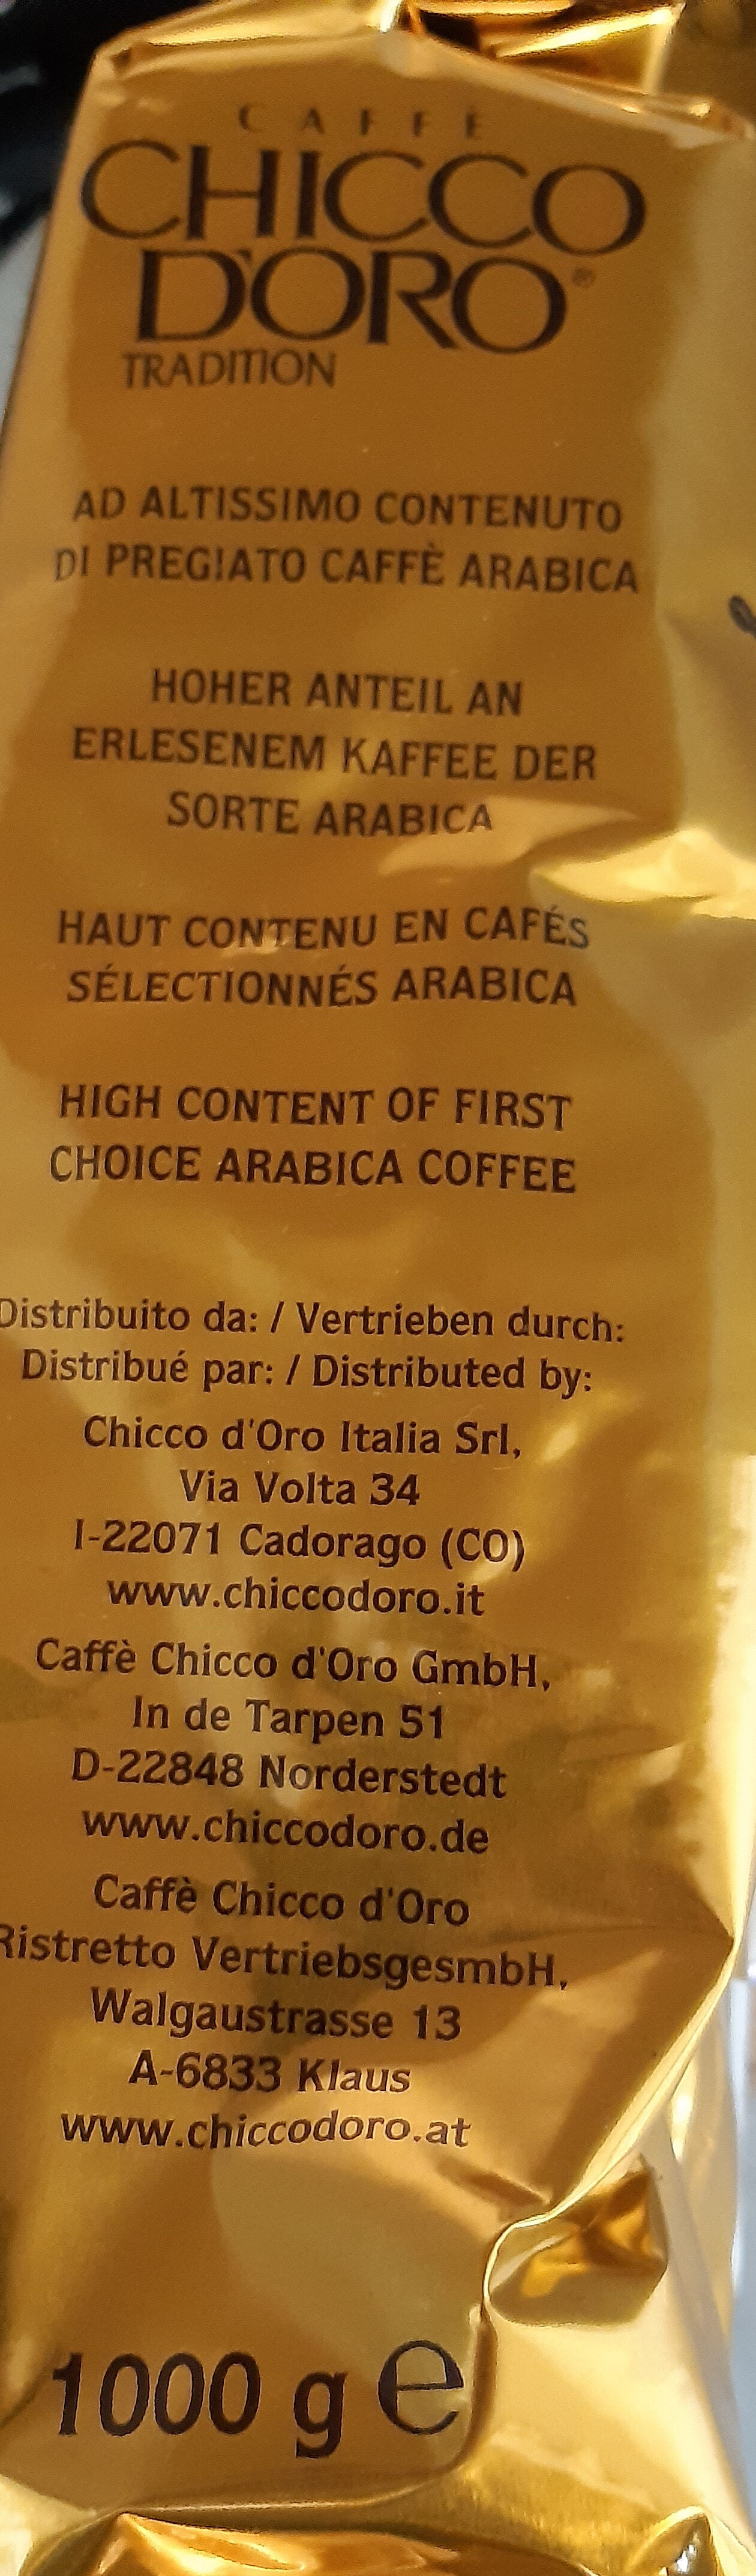 CAFFÈ
CHICCO
D'ORO®
TRADITION
AD ALTISSIMO CONTENUTO
DI PREGIATO CAFFÈ ARABICA
HOHER ANTEIL AN
ERLESENEM KAFFEE DER
SORTE ARABICA
HAUT CONTENU EN CAFÉS
SÉLECTIONNÉS ARABICA
HIGH CONTENT OF FIRST
CHOICE ARABICA COFFEE
Distribuito da: / Vertrieben durch:
Distribué par: / Distributed by:
Chicco d'Oro Italia Srl,
Via Volta 34
I-22071 Cadorago (CO)
www.chiccodoro.it
Caffè Chicco d'Oro GmbH,
In de Tarpen 51
D-22848 Norderstedt
www.chiccodoro.de
Caffè Chicco d'Oro
Ristretto VertriebsgesmbH,
Walgaustrasse 13
A-6833 Klaus
www.chiccodoro.at
1000 g e